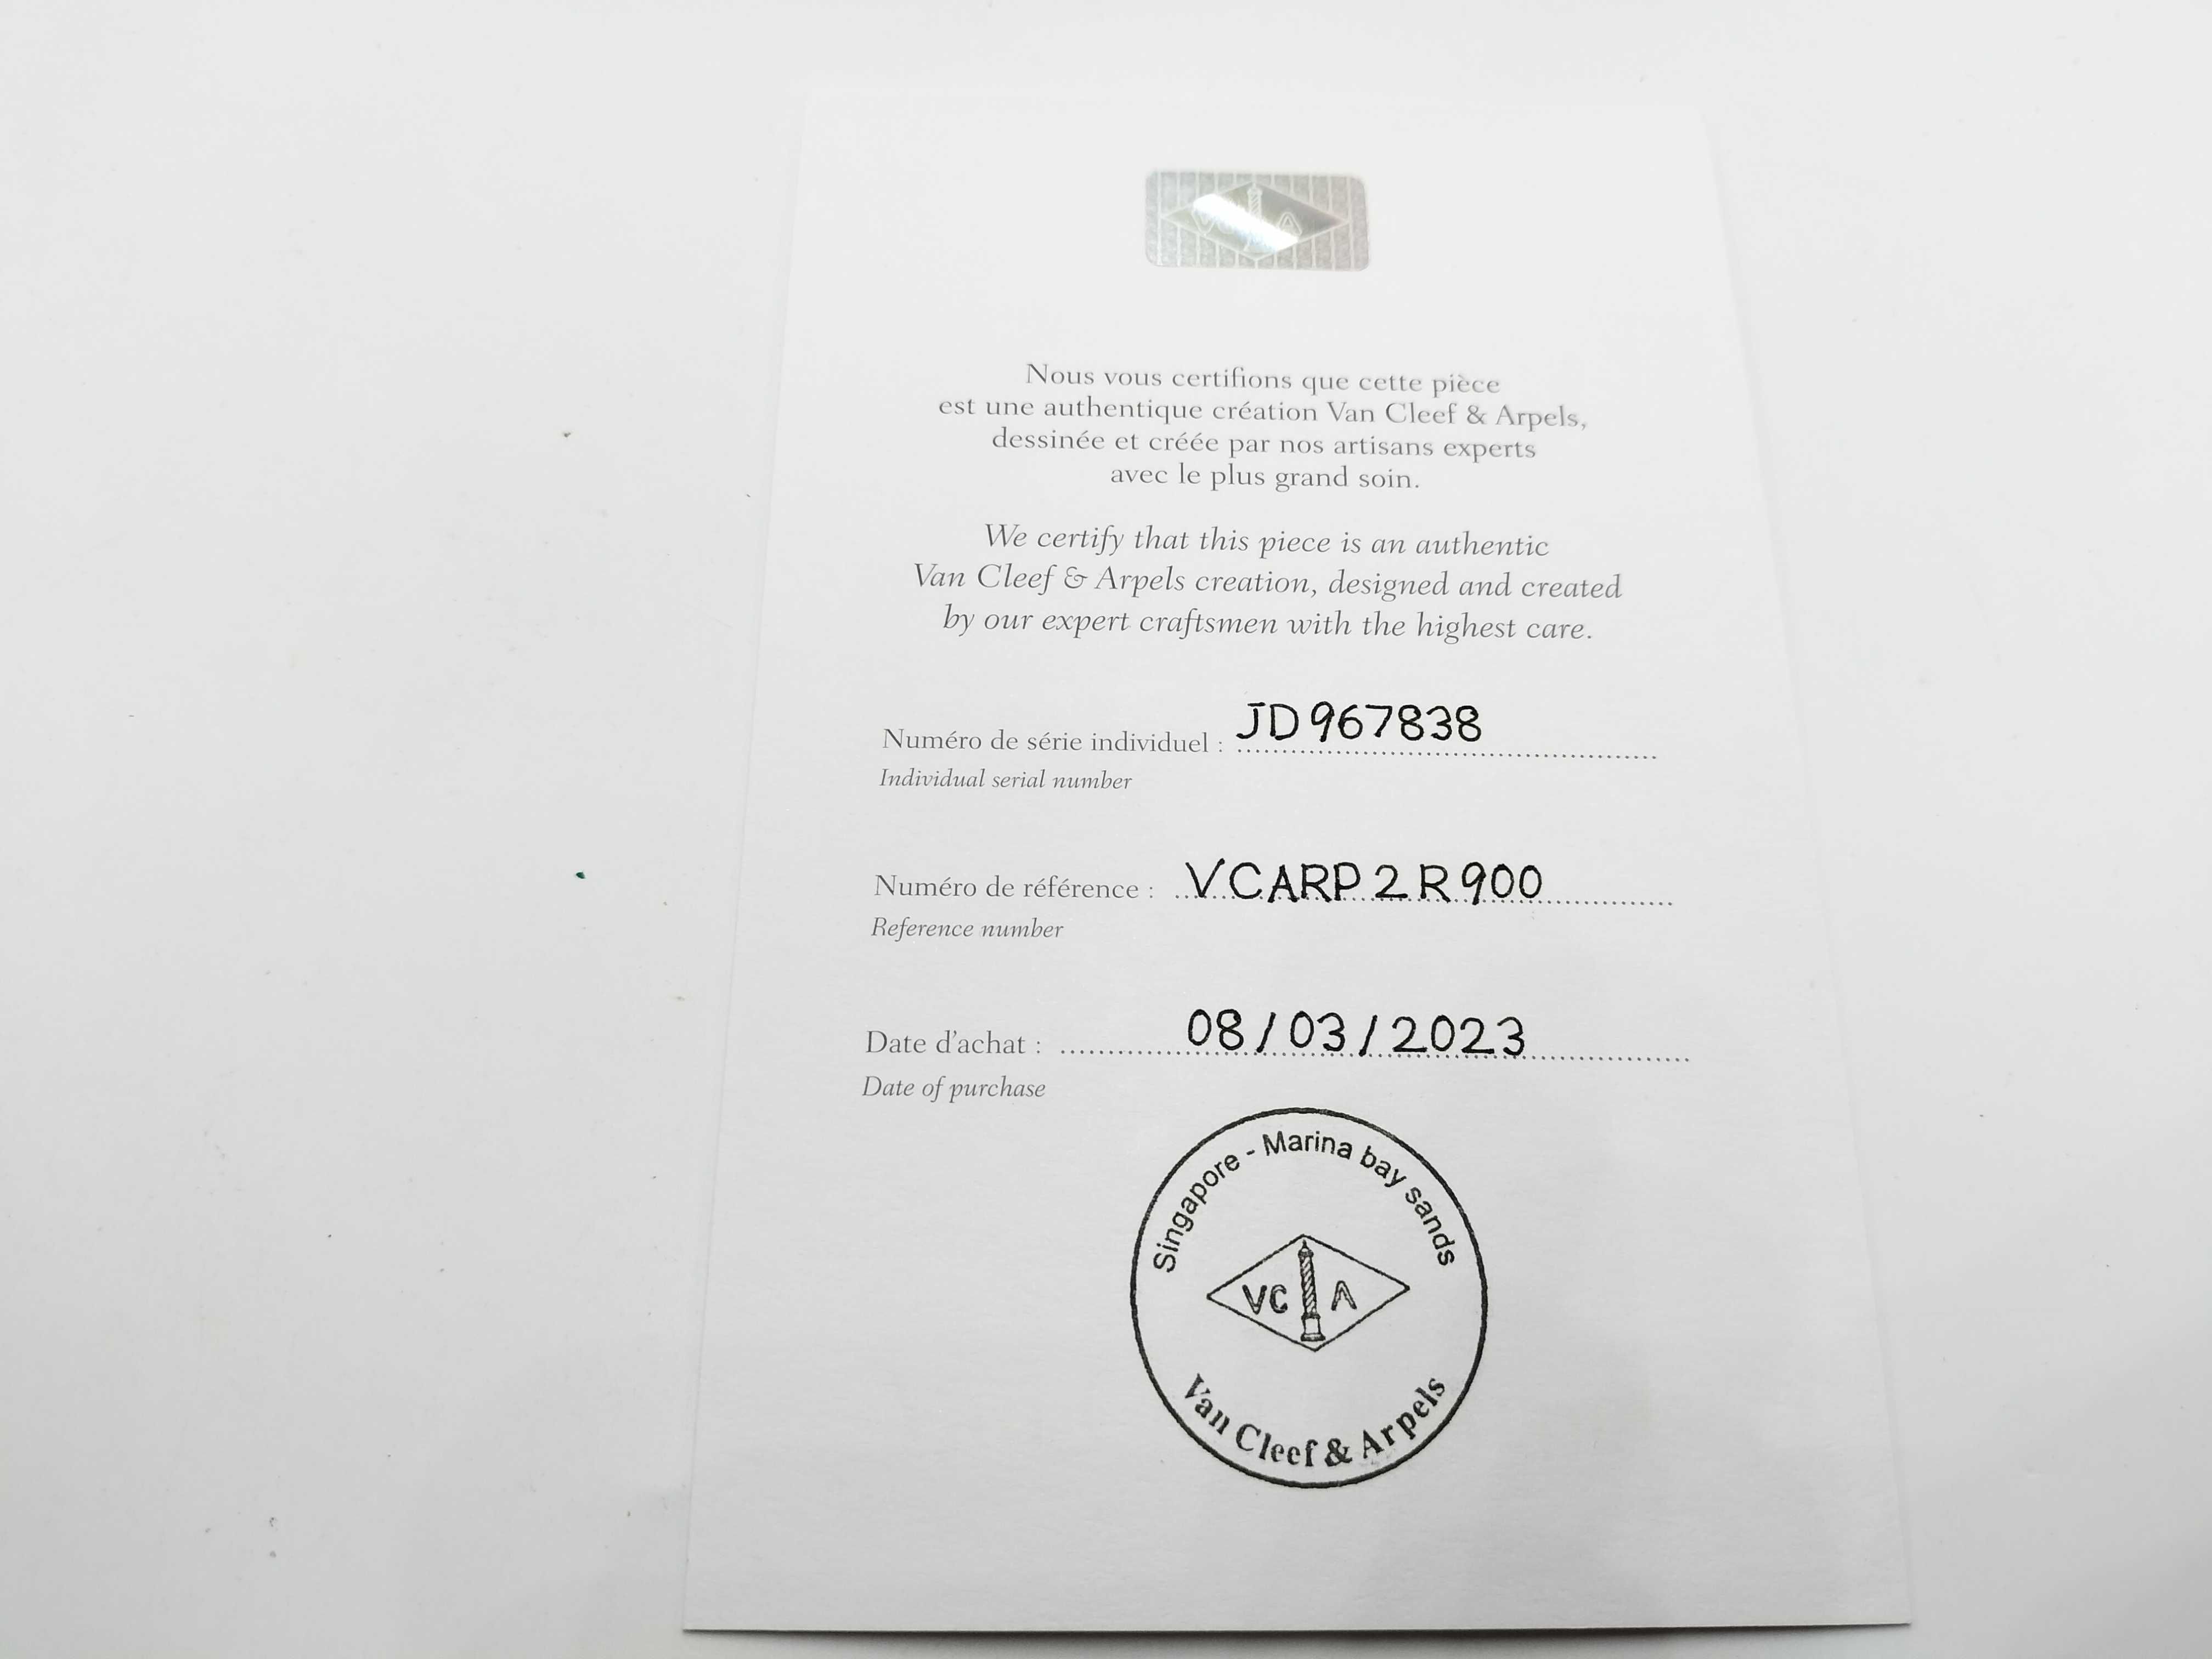 VCA
Nous vous certifions que cette pièce
est une authentique création Van Cleef & Arpels,
dessinée et créée par nos artisans experts
avec le plus grand soin.
We certify that this piece is an authentic
Van Cleef & Arpels creation, designed and created
by our expert craftsmen with the highest care.
Numéro de série individuel : JD967838
Individual serial number
Numéro de référence : VCARP2R900
Reference number
Date d'achat : 08/03/2023
Date of purchase
Singapore - Marina bay sands
VC A
Van Cleef & Arpels